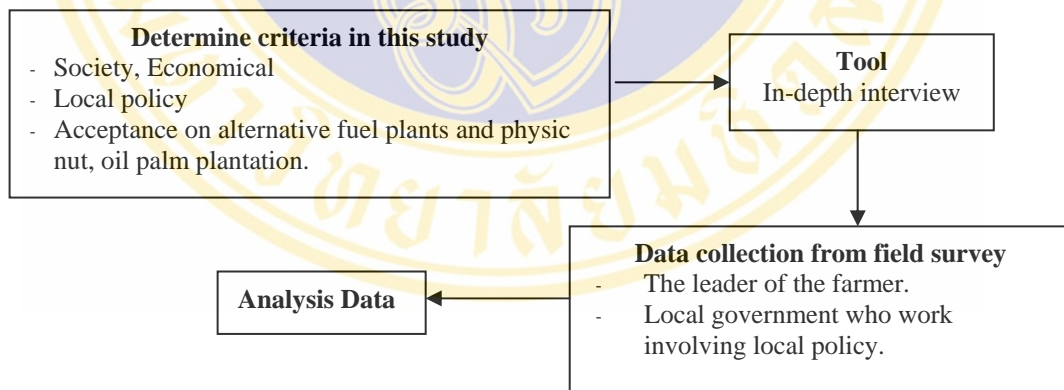 Determine criteria in this study
- Society, Economical
- Local policy
- Acceptance on alternative fuel plants and physic
nut, oil palm plantation.
Tool
In-depth interview
Data collection from field survey
- The leader of the farmer.
- Local government who work
involving local policy.
Analysis Data